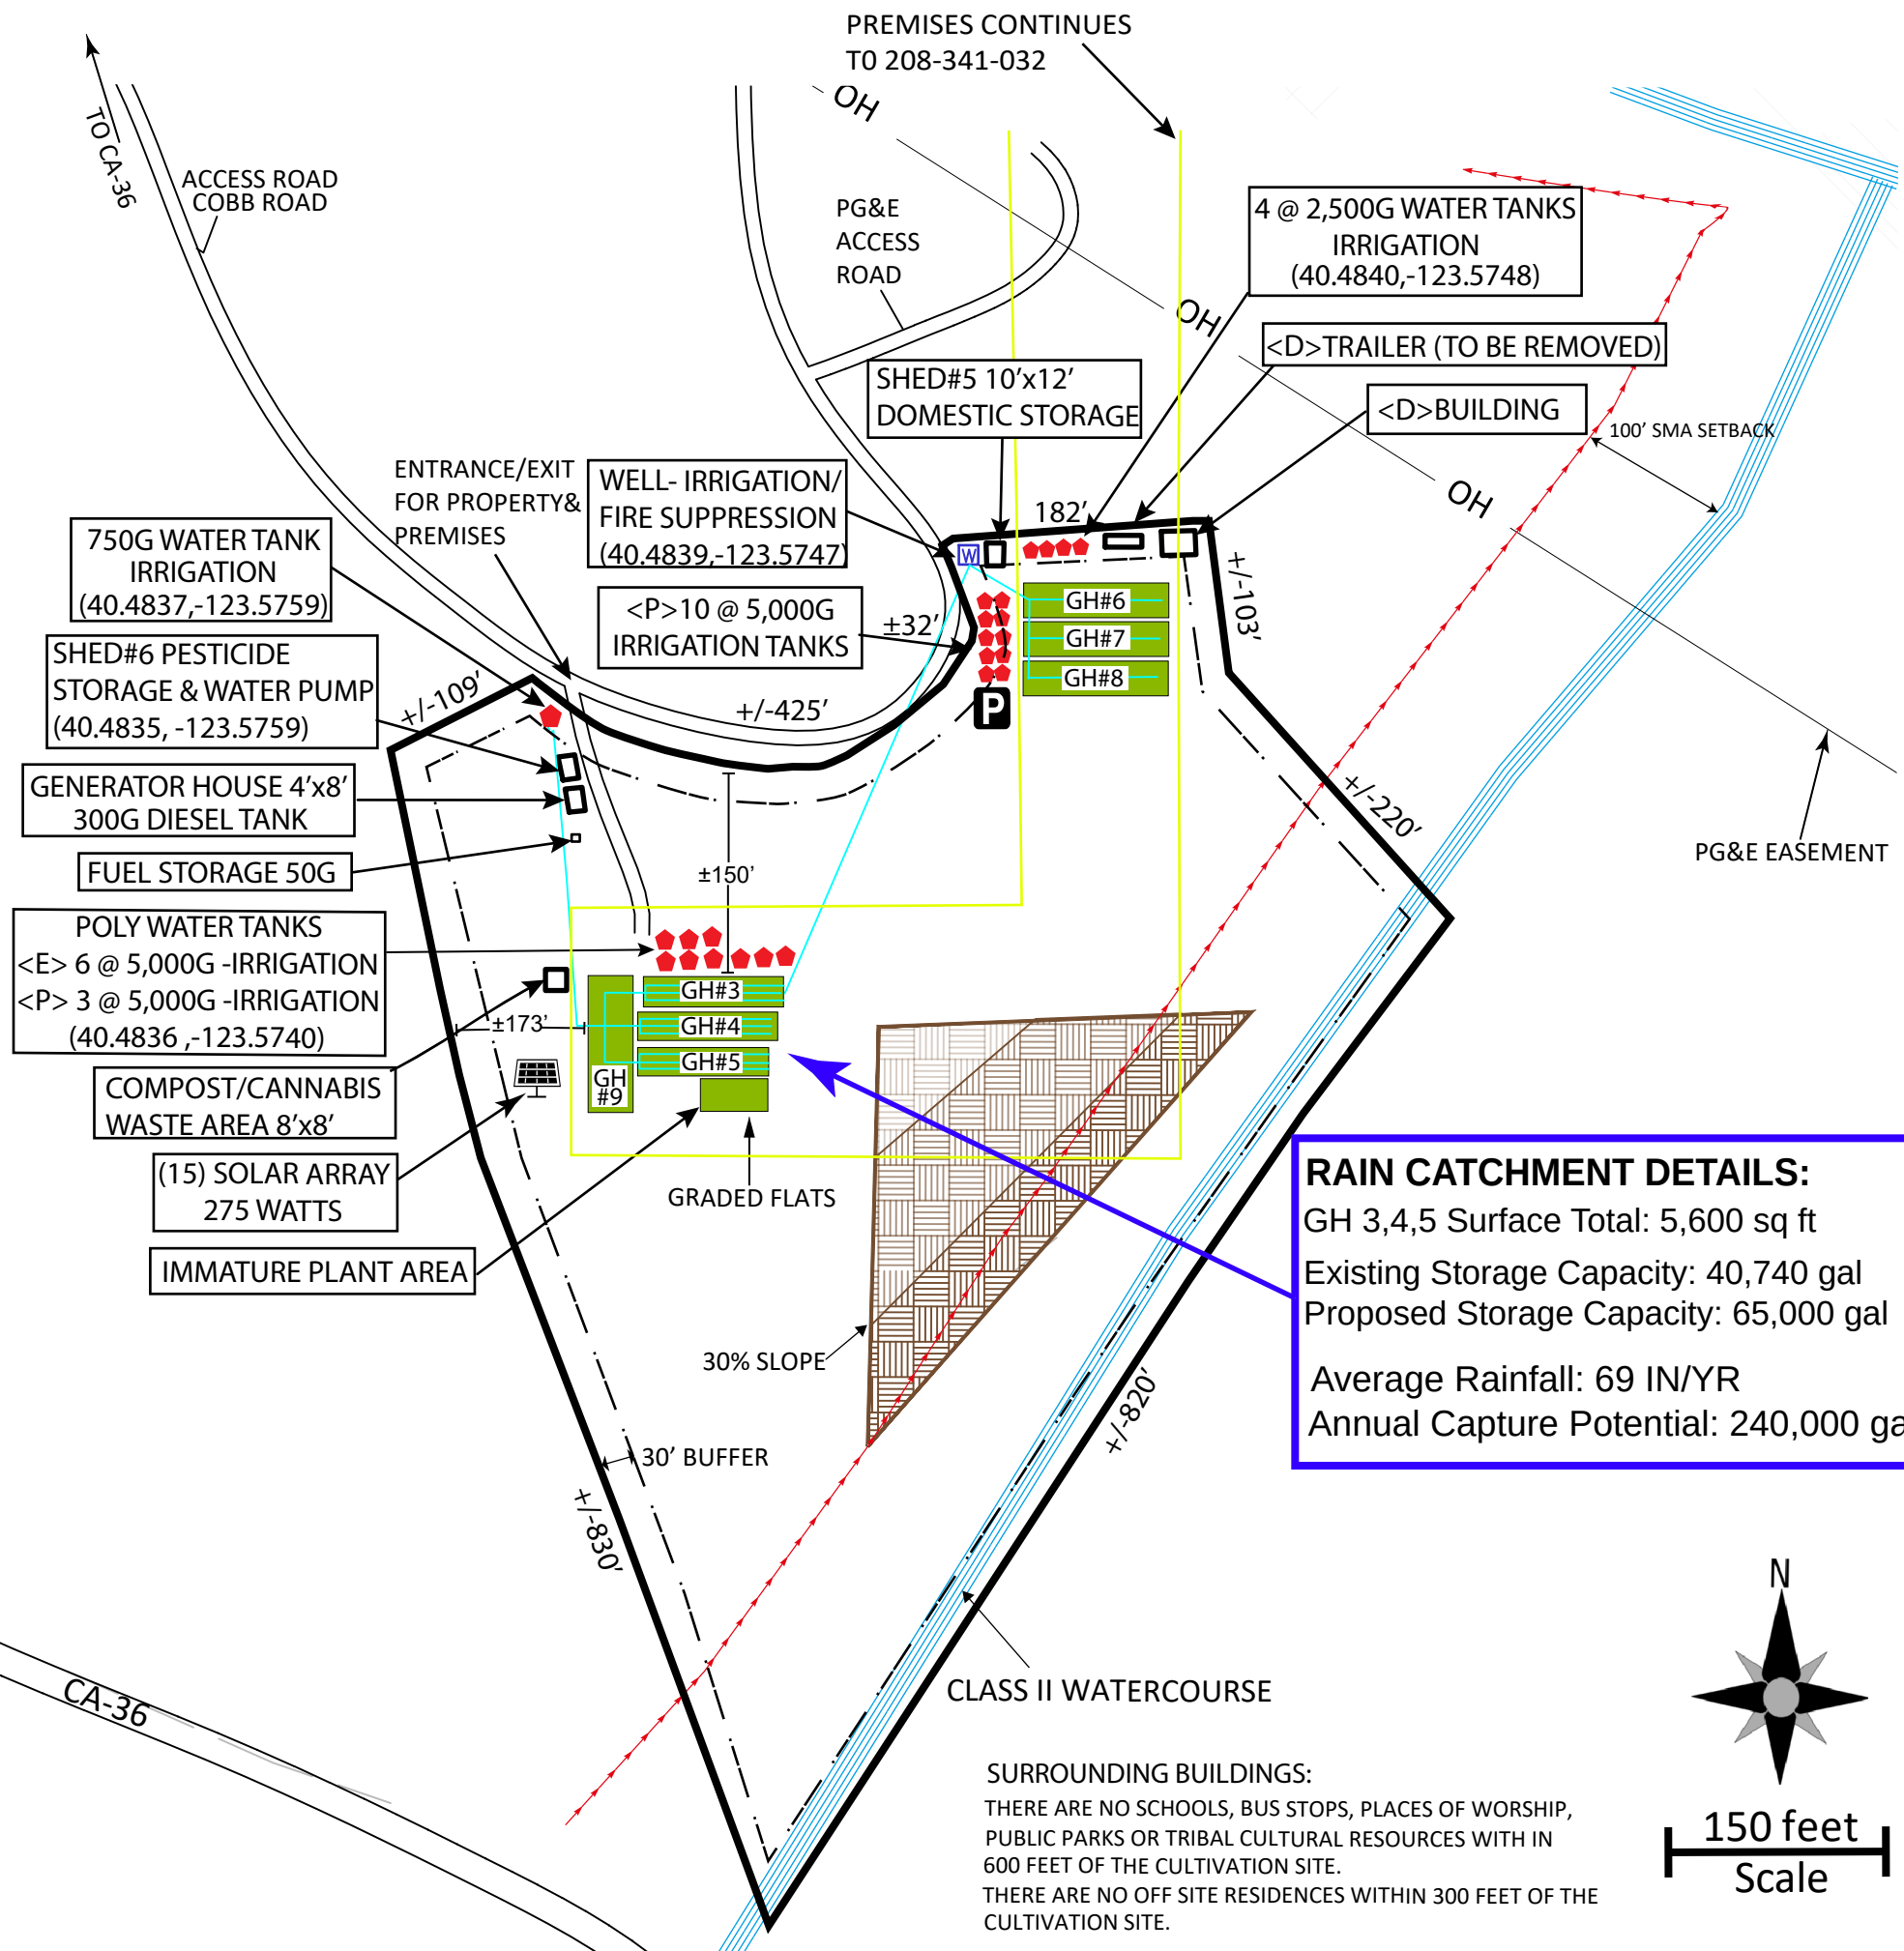 PREMISES CONTINUES
T0 208-341-032
OH
TO CA-36
ACCESS ROAD
COBB ROAD
PG&E
ACCESS
ROAD
4 @ 2,500G WATER TANKS
IRRIGATION
(40.4840,-123.5748)
OH
<D>TRAILER (TO BE REMOVED)
SHED#5 10’x12’
DOMESTIC STORAGE
<D>BUILDING
100’ SMA SETBACK
ENTRANCE/EXIT
FOR PROPERTY&
PREMISES
WELL- IRRIGATION/
FIRE SUPPRESSION
(40.4839,-123.5747)
182’
OH
750G WATER TANK
IRRIGATION
(40.4837,-123.5759)
W
+/-103’
<P>10 @ 5,000G
IRRIGATION TANKS
±32’
GH#6
GH#7
GH#8
SHED#6 PESTICIDE
STORAGE & WATER PUMP
(40.4835, -123.5759)
+/-109’
+/-425’
P
GENERATOR HOUSE 4’x8’
300G DIESEL TANK
+/-220’
PG&E EASEMENT
FUEL STORAGE 50G
±150’
POLY WATER TANKS
<E> 6 @ 5,000G -IRRIGATION
<P> 3 @ 5,000G -IRRIGATION
(40.4836 ,-123.5740)
GH#3
±173’
GH#4
GH#5
GH
#9
COMPOST/CANNABIS
WASTE AREA 8’x8’
(15) SOLAR ARRAY
275 WATTS
GRADED FLATS
IMMATURE PLANT AREA
RAIN CATCHMENT DETAILS:
GH 3,4,5 Surface Total: 5,600 sq ft
Existing Storage Capacity: 40,740 gal
Proposed Storage Capacity: 65,000 gal
Average Rainfall: 69 IN/YR
Annual Capture Potential: 240,000 ga
30% SLOPE
30’ BUFFER
+/-820’
+/-830’
CLASS II WATERCOURSE
CA-36
N
SURROUNDING BUILDINGS:
THERE ARE NO SCHOOLS, BUS STOPS, PLACES OF WORSHIP,
PUBLIC PARKS OR TRIBAL CULTURAL RESOURCES WITH IN
600 FEET OF THE CULTIVATION SITE.
THERE ARE NO OFF SITE RESIDENCES WITHIN 300 FEET OF THE
CULTIVATION SITE.
150 feet
Scale